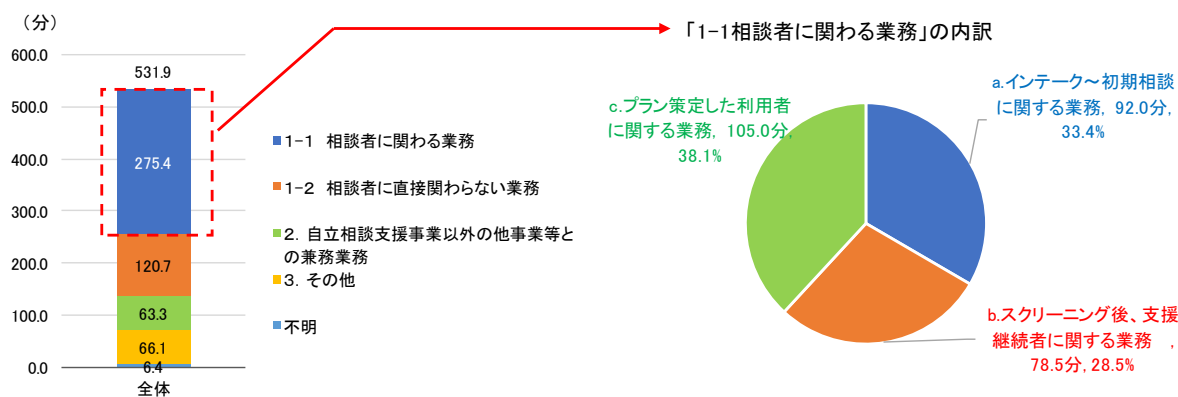 （分）
「1-1相談者に関わる業務」の内訳
600.0
500.0
400.0
300.0
200.0
100.0
0.0
531.9
275.4
120.7
63.3
66.1
6.4
全体
1-1　相談者に関わる業務
1-2　相談者に直接関わらない業務
2．自立相談支援事業以外の他事業等と
の兼務業務
3．その他
不明
a.インテーク～初期相談
に関する業務, 92.0分,
33.4%
c.プラン策定した利用者
に関する業務, 105.0分,
38.1%
b.スクリーニング後、支援
継続者に関する業務　,
78.5分, 28.5%